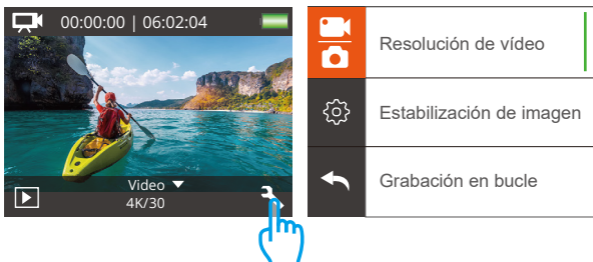 00:00:00 | 06:02:04
Video ▼
4K/30
Resolución de vídeo
Estabilización de imagen
Grabación en bucle